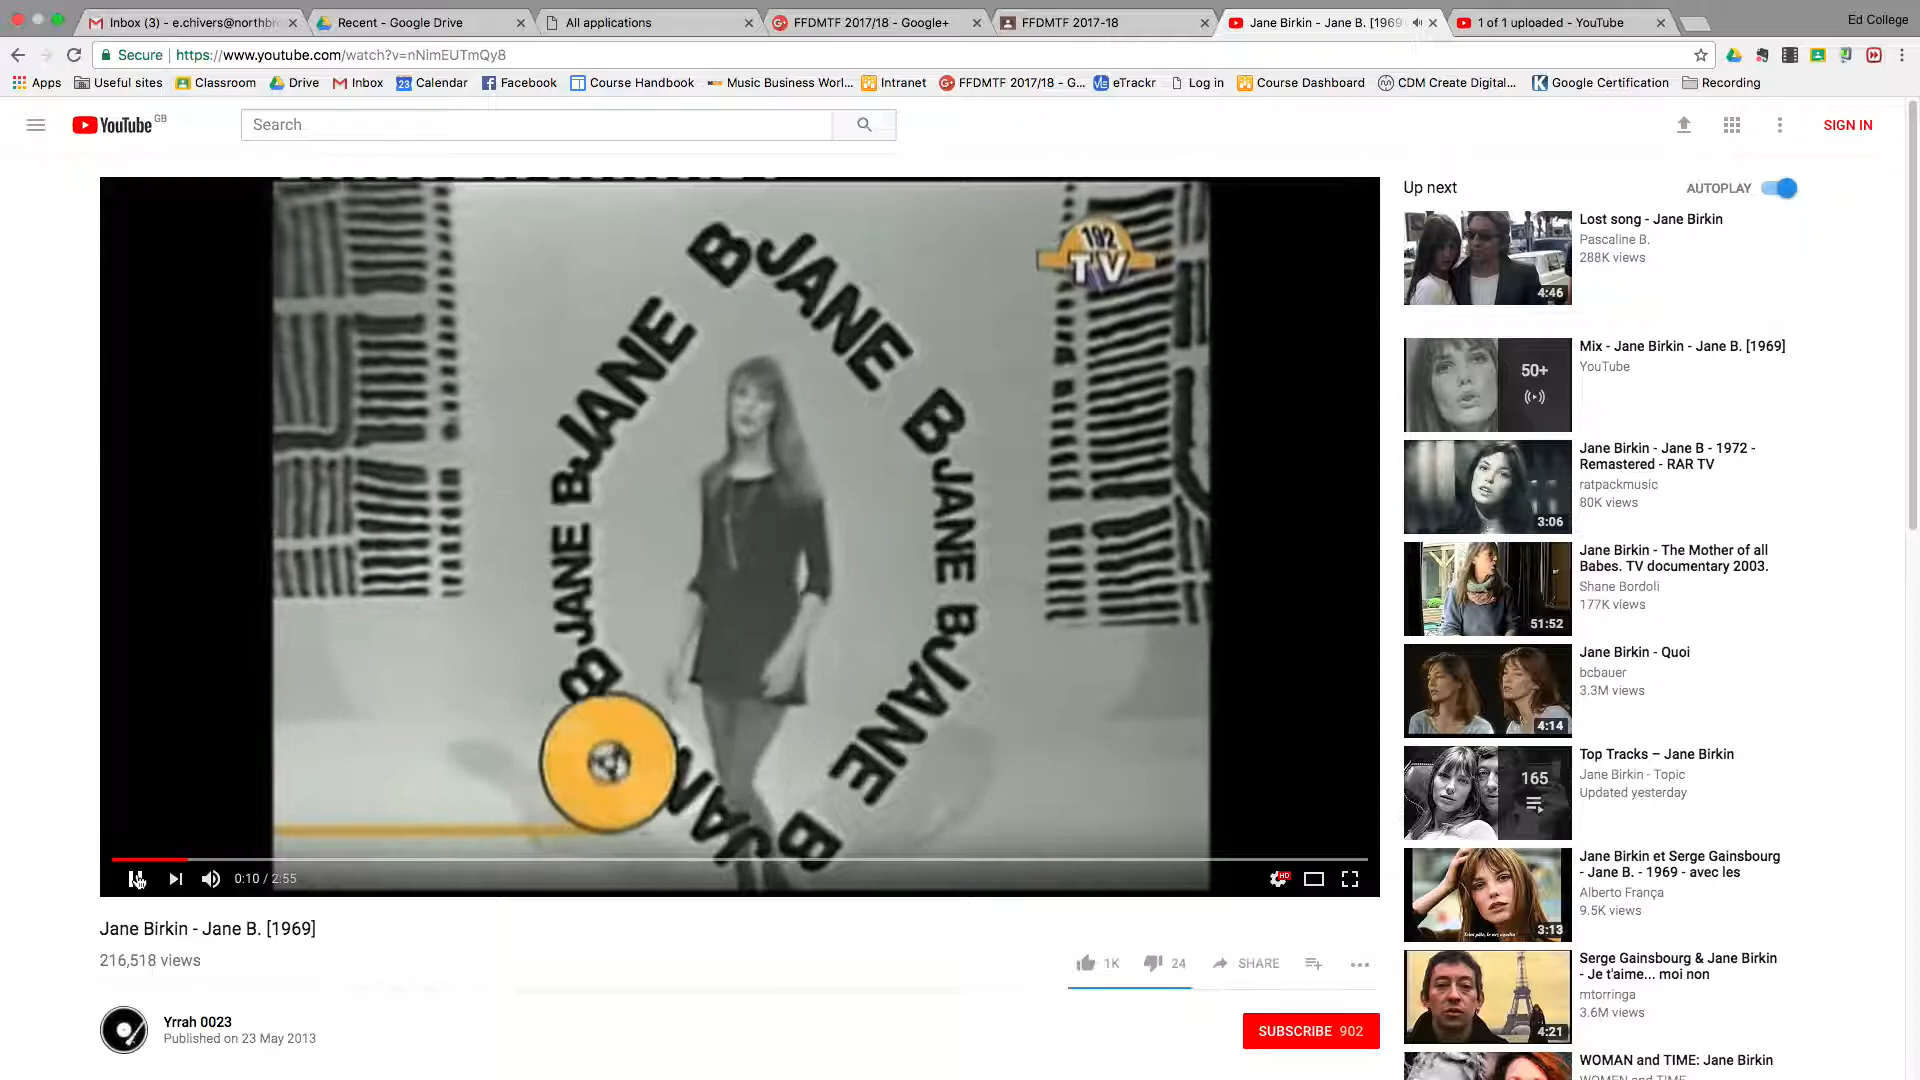 Inbox (3) - e.chivers@northbr
Recent - Google Drive
All applications
FFDMTF 2017/18 - Google+
FFDMTF 2017-18
Jane Birkin - Jane B. [1969
1 of 1 uploaded - YouTube
Ed College
Secure
https://www.youtube.com/watch?v=nNimEUTmQy8
Apps
Useful sites
Classroom
Drive
Inbox
23
Calendar
Facebook
Course Handbook
Music Business Worl...
Intranet
FFDMTF 2017/18 - G...
eTrackr
Log in
Course Dashboard
CDM Create Digital...
Google Certification
Recording
YouTube GB
Search
SIGN IN
B JANE B JANE B JANE B JANE B JANE B JANE B JANE
192
TV
0:10 / 2:55
HD
Jane Birkin - Jane B. [1969]
216,518 views
1K
24
SHARE
Yrrah 0023
Published on 23 May 2013
SUBSCRIBE 902
Up next
AUTOPLAY
Lost song - Jane Birkin
Pascaline B.
288K views
4:46
Mix - Jane Birkin - Jane B. [1969]
YouTube
50+
Jane Birkin - Jane B - 1972 -
Remastered - RAR TV
ratpackmusic
80K views
3:06
Jane Birkin - The Mother of all
Babes. TV documentary 2003.
Shane Bordoli
177K views
51:52
Jane Birkin - Quoi
bcbauer
3.3M views
4:14
Top Tracks – Jane Birkin
Jane Birkin - Topic
Updated yesterday
165
Jane Birkin et Serge Gainsbourg
- Jane B. - 1969 - avec les
Alberto França
9.5K views
3:13
Serge Gainsbourg & Jane Birkin
- Je t'aime... moi non
mtorringa
3.6M views
4:21
WOMAN and TIME: Jane Birkin